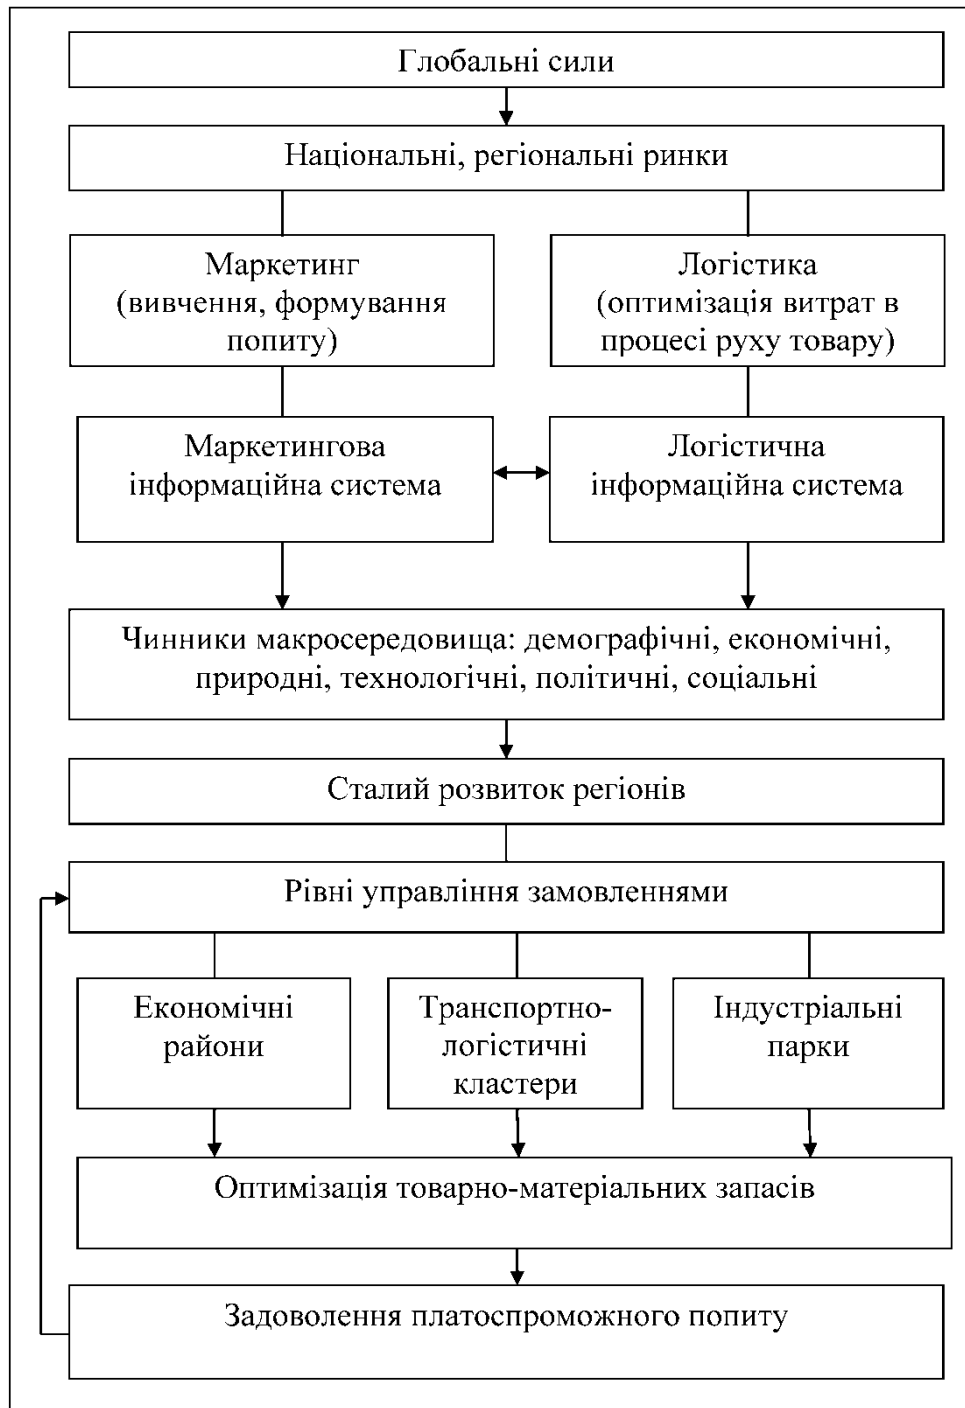 Глобальні сили
Національні, регіональні ринки
Маркетинг
(вивчення, формування
попиту)
Логістика
(оптимізація витрат в
процесі руху товару)
Маркетингова
інформаційна система
Логістична
інформаційна система
Чинники макросередовища: демографічні, економічні,
природні, технологічні, політичні, соціальні
Сталий розвиток регіонів
Рівні управління замовленнями
Економічні
райони
Транспортно-
логістичні
кластери
Індустріальні
парки
Оптимізація товарно-матеріальних запасів
Задоволення платоспроможного попиту